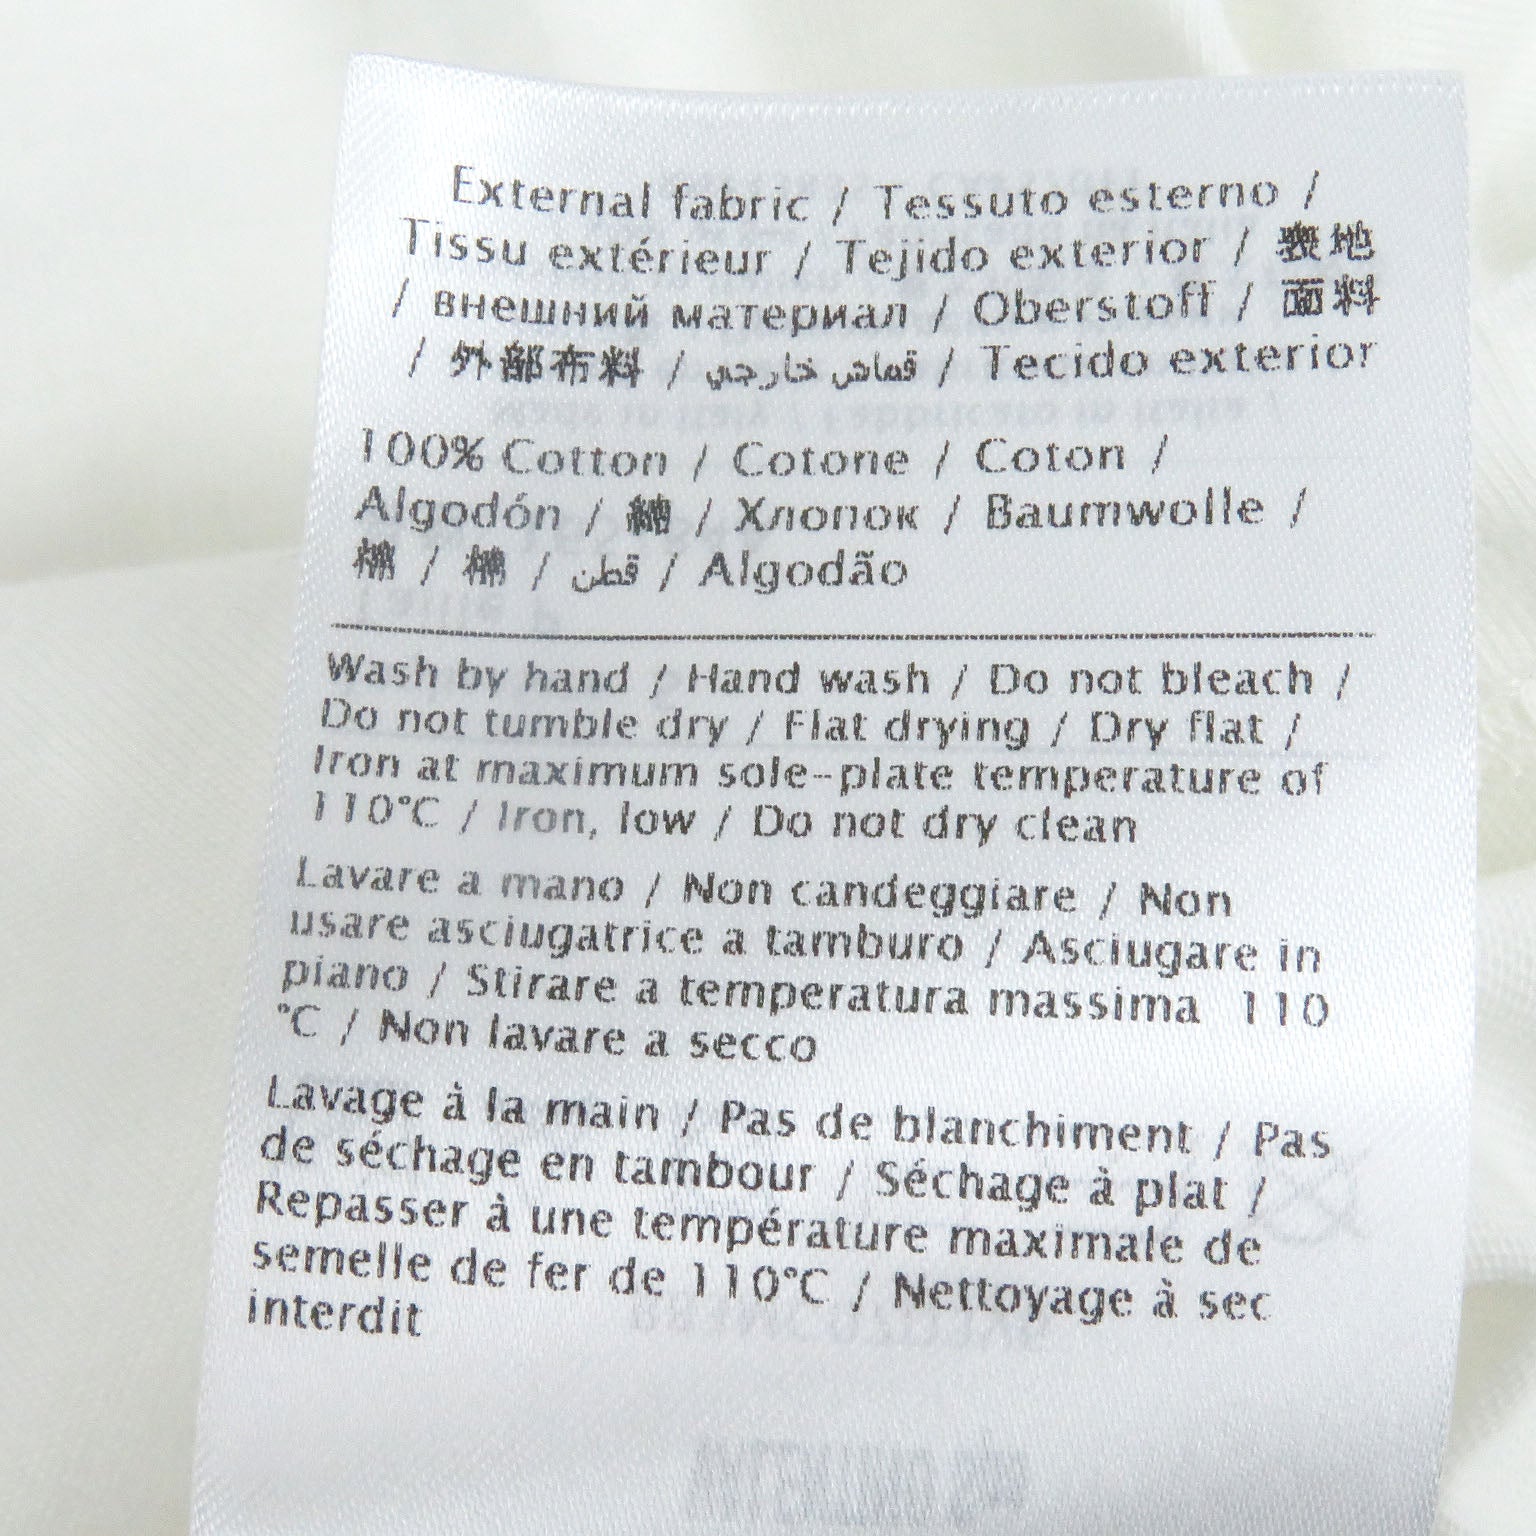 External fabric / Tessuto esterno /
Tissu extérieur / Tejido exterior / 表地
/ внешний материал / Oberstoff / 面料
/ 外部布料 / قماش خارجي / Tecido exterior
100% Cotton / Cotone / Coton /
Algodón / 綿 / Хлопок / Baumwolle /
棉 / 棉 / قطن / Algodão
Wash by hand / Hand wash / Do not bleach /
Do not tumble dry / Flat drying / Dry flat /
Iron at maximum sole-plate temperature of
110°C / Iron, low / Do not dry clean
Lavare a mano / Non candeggiare / Non
usare asciugatrice a tamburo / Asciugare in
piano / Stirare a temperatura massima 110
°C / Non lavare a secco
Lavage à la main / Pas de blanchiment / Pas
de séchage en tambour / Séchage à plat /
Repasser à une température maximale de
semelle de fer de 110°C / Nettoyage à sec
interdit